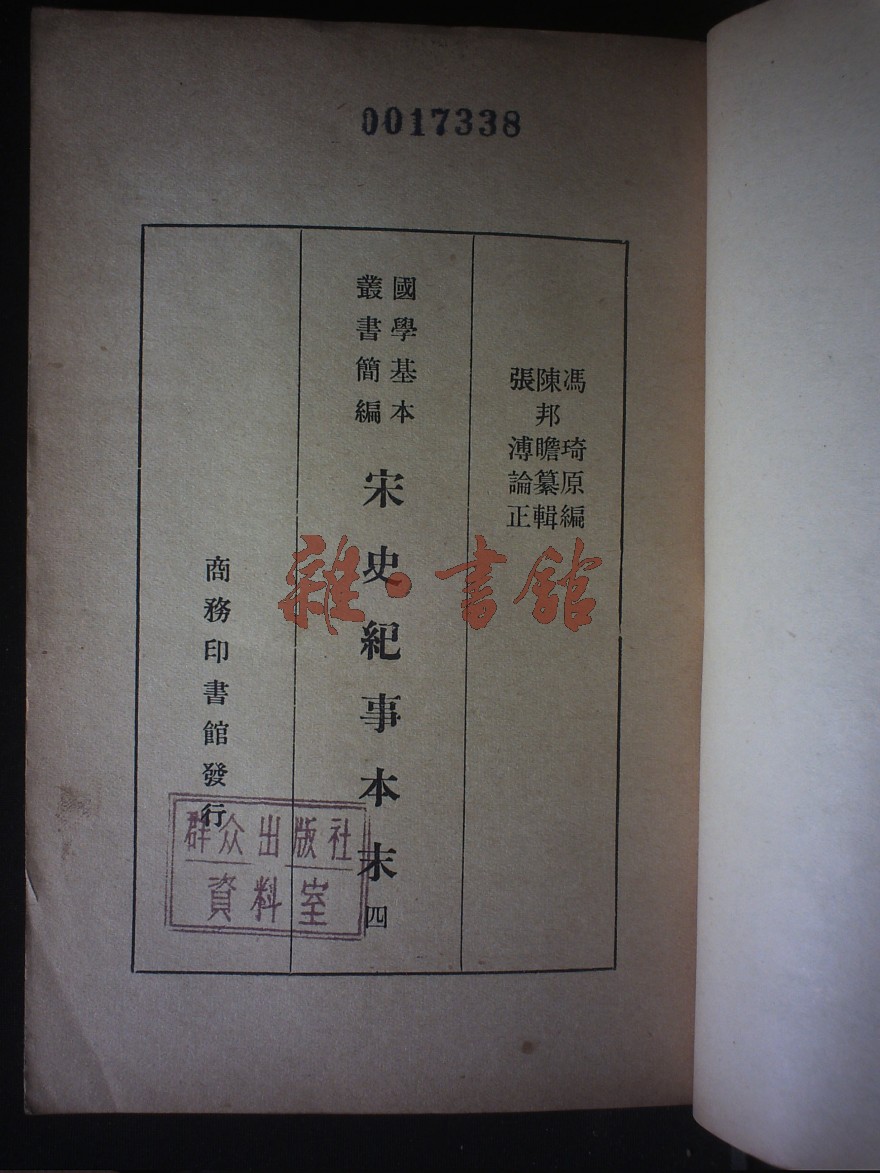 0017338
馮琦原編
陳邦瞻纂輯
張溥論正
國學基本
叢書簡編
宋史紀事本末 四
商務印書館發行
群众出版社
資料室
雜·書館